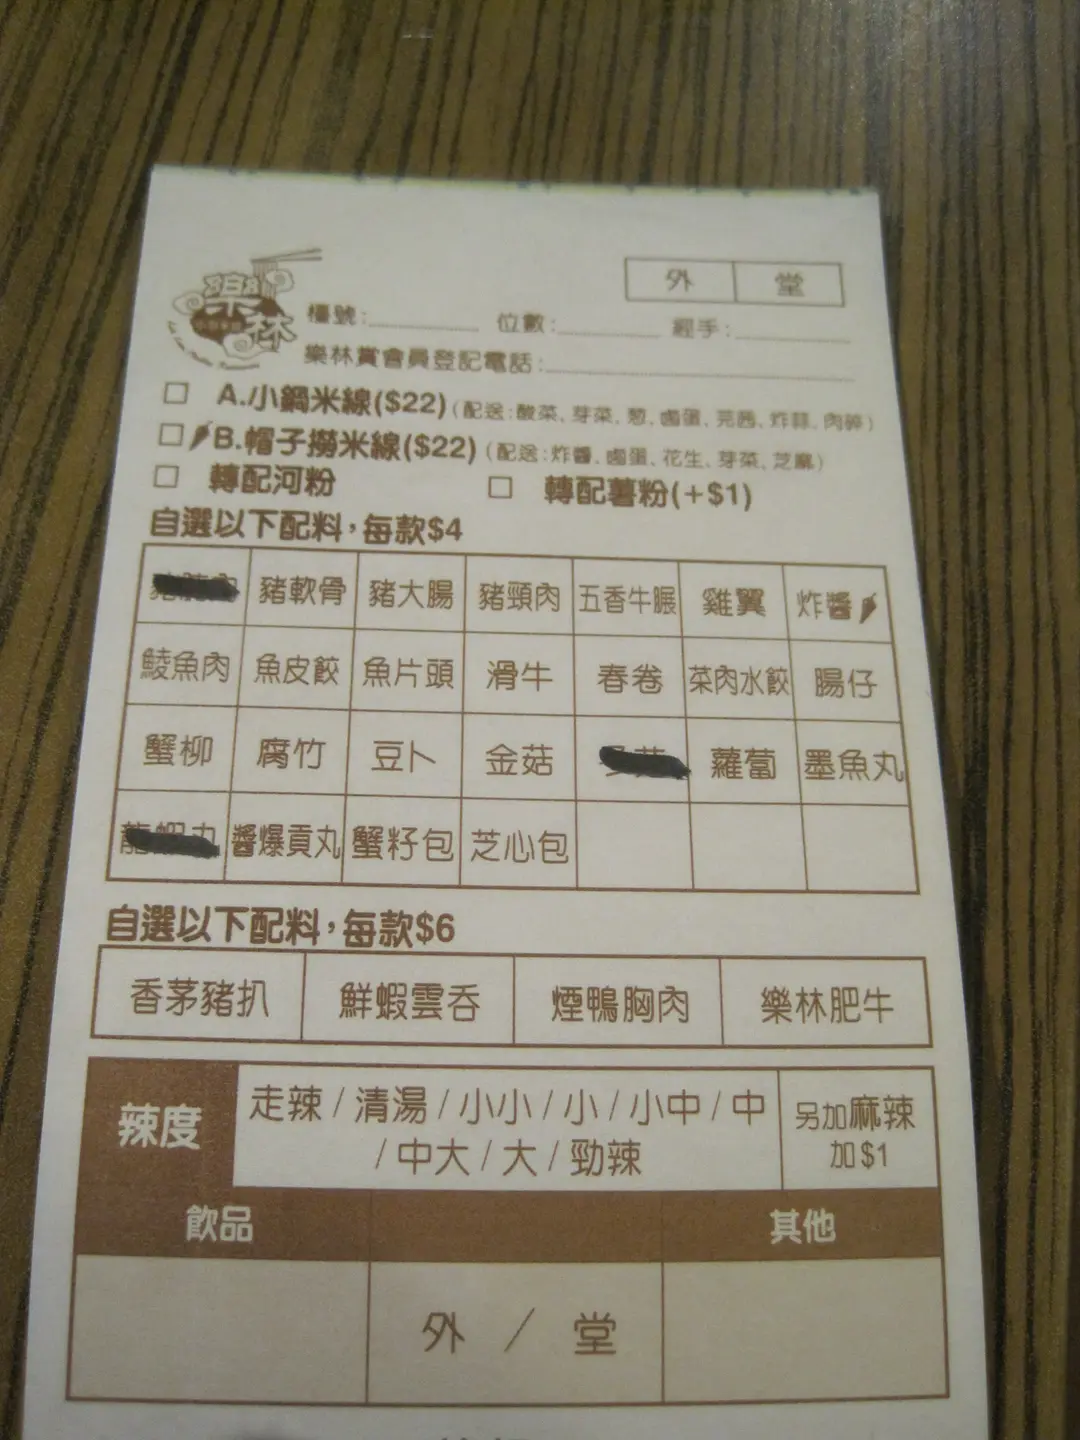 樂林
外 堂
檯號: 位數: 經手:
樂林賞會員登記電話:
A.小鍋米線($22)(配送:酸菜、芽菜、葱、鹵蛋、芫茜、炸蒜、肉碎)
B.帽子撈米線($22)(配送:炸醬、鹵蛋、花生、芽菜、芝麻)
轉配河粉 轉配薯粉(+$1)
自選以下配料,每款$4
豬軟骨 豬大腸 豬頸肉 五香牛𦟌 雞翼 炸醬
鯪魚肉 魚皮餃 魚片頭 滑牛 春卷 菜肉水餃 腸仔
蟹柳 腐竹 豆卜 金菇 蘿蔔 墨魚丸
龍蝦丸 醬爆貢丸 蟹籽包 芝心包
自選以下配料,每款$6
香茅豬扒 鮮蝦雲吞 煙鴨胸肉 樂林肥牛
辣度 走辣/清湯/小小/小/小中/中
/中大/大/勁辣
另加麻辣
加$1
飲品 其他
外/堂